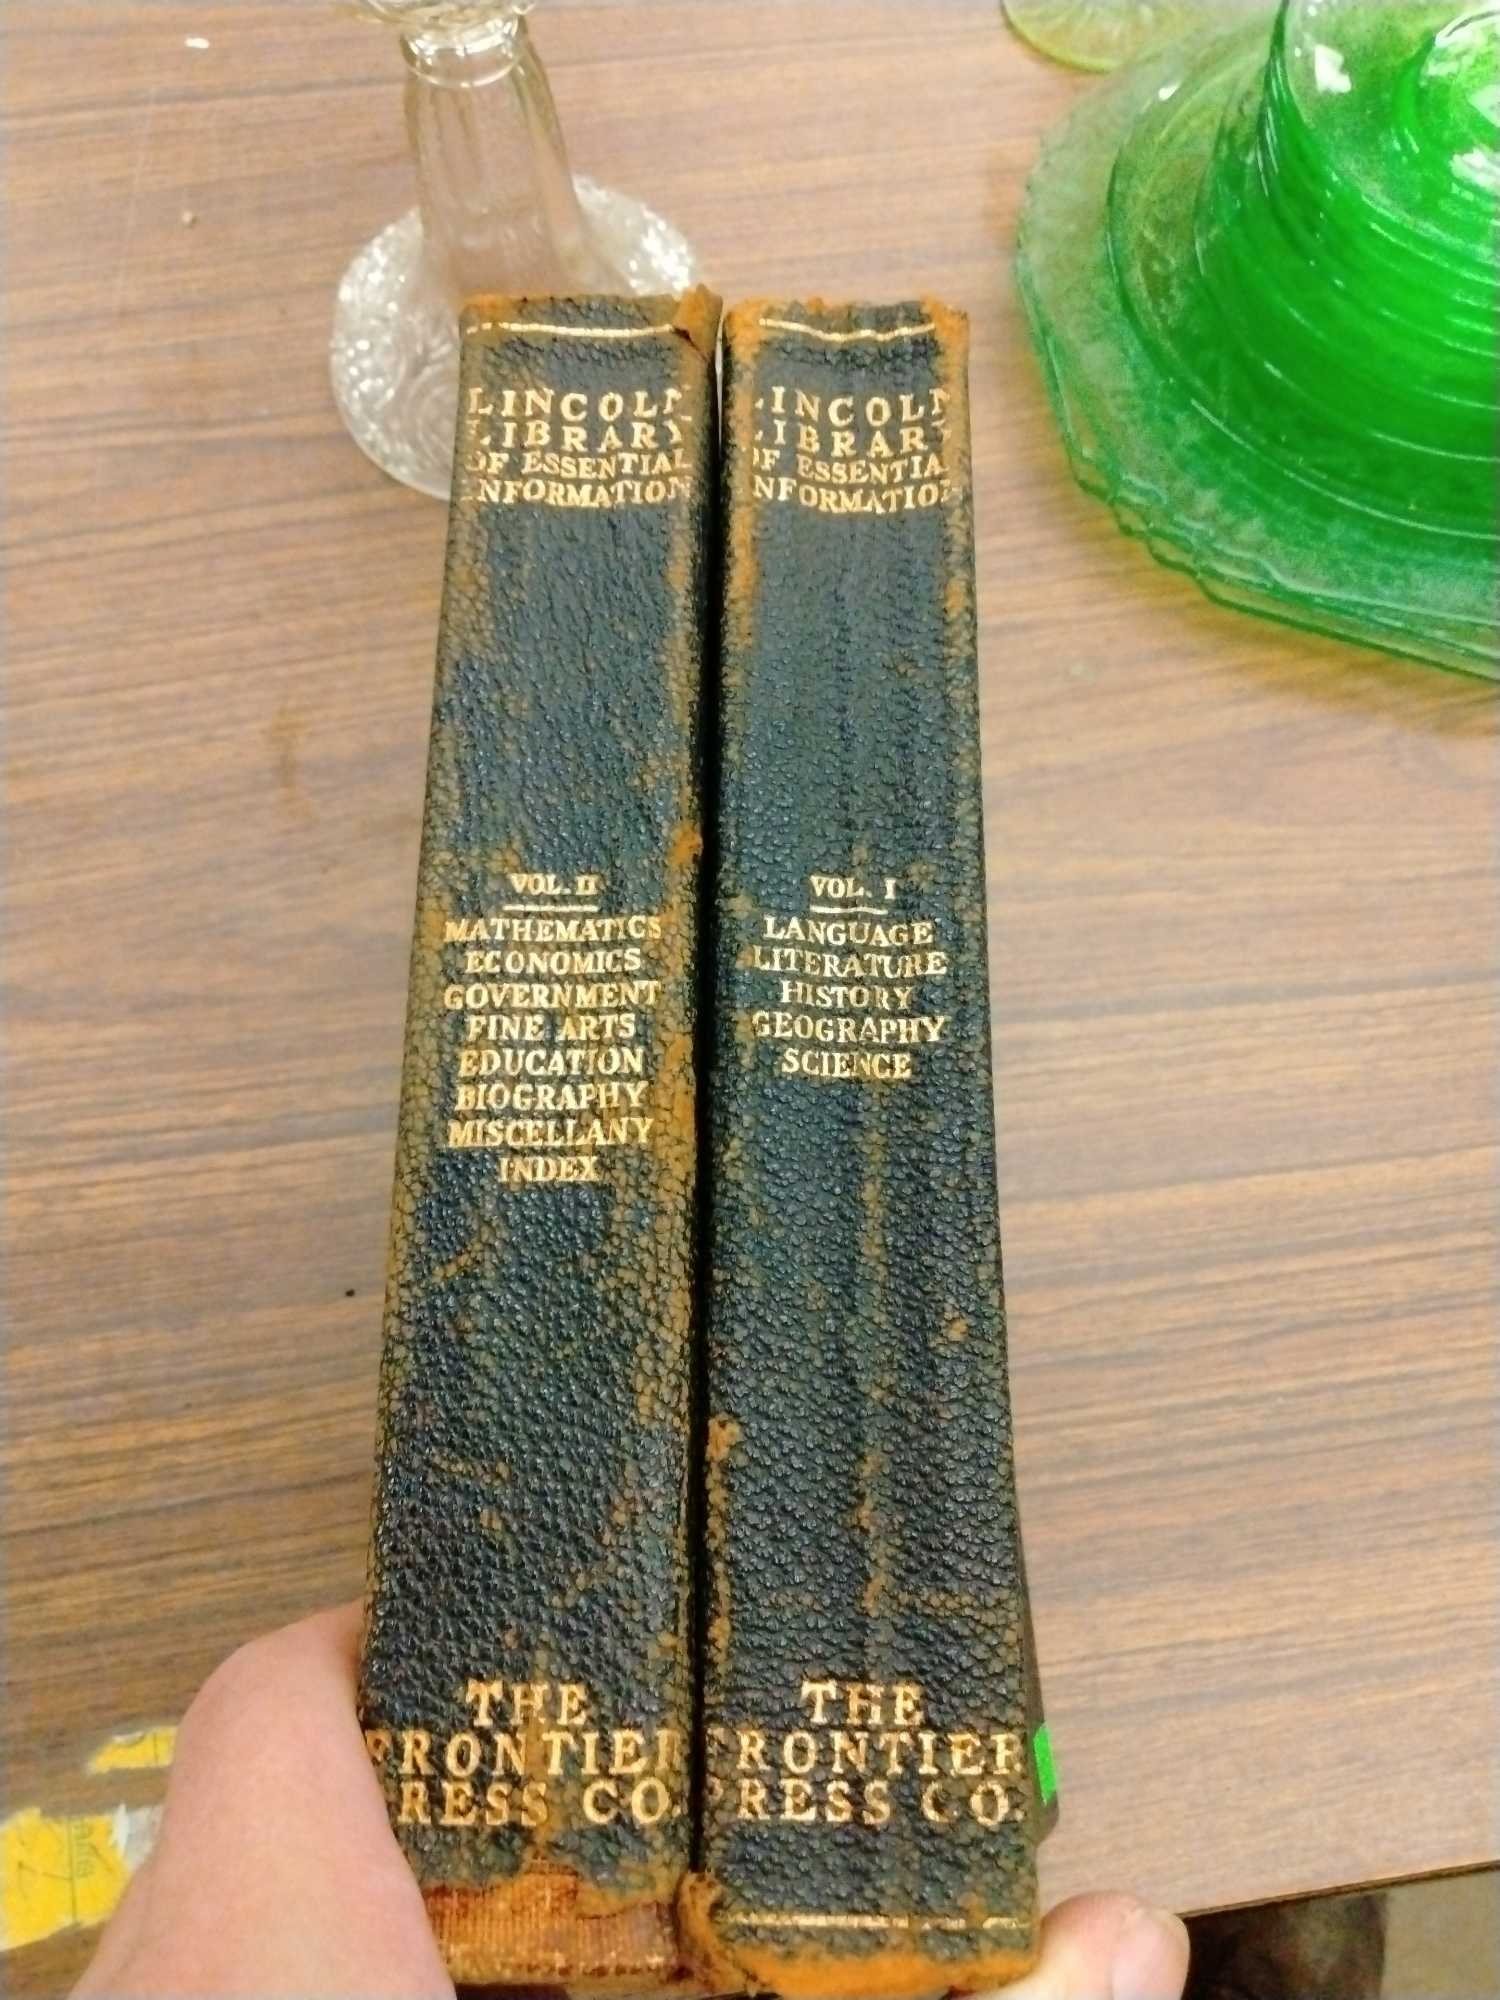 LINCOLN
LIBRARY
OF ESSENTIAL
INFORMATION
VOL. II
MATHEMATICS
ECONOMICS
GOVERNMENT
FINE ARTS
EDUCATION
BIOGRAPHY
MISCELLANY
INDEX
THE
FRONTIER
PRESS CO.
LINCOLN
LIBRARY
OF ESSENTIAL
INFORMATION
VOL. I
LANGUAGE
LITERATURE
HISTORY
GEOGRAPHY
SCIENCE
THE
FRONTIER
PRESS CO.